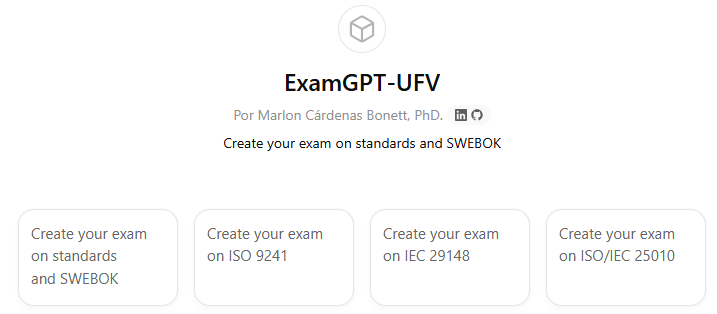 ExamGPT-UFV
Por Marlon Cárdenas Bonett, PhD.
Create your exam on standards and SWEBOK
Create your exam
on standards
and SWEBOK
Create your exam
on ISO 9241
Create your exam
on IEC 29148
Create your exam
on ISO/IEC 25010